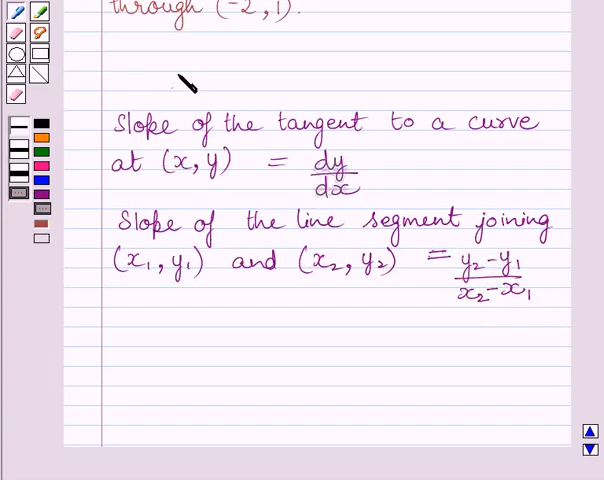 through (-2, 1).
Slope of the tangent to a curve
at (x, y) = dy/dx
Slope of the line segment joining
(x₁, y₁) and (x₂, y₂) = y₂-y₁/x₂-x₁